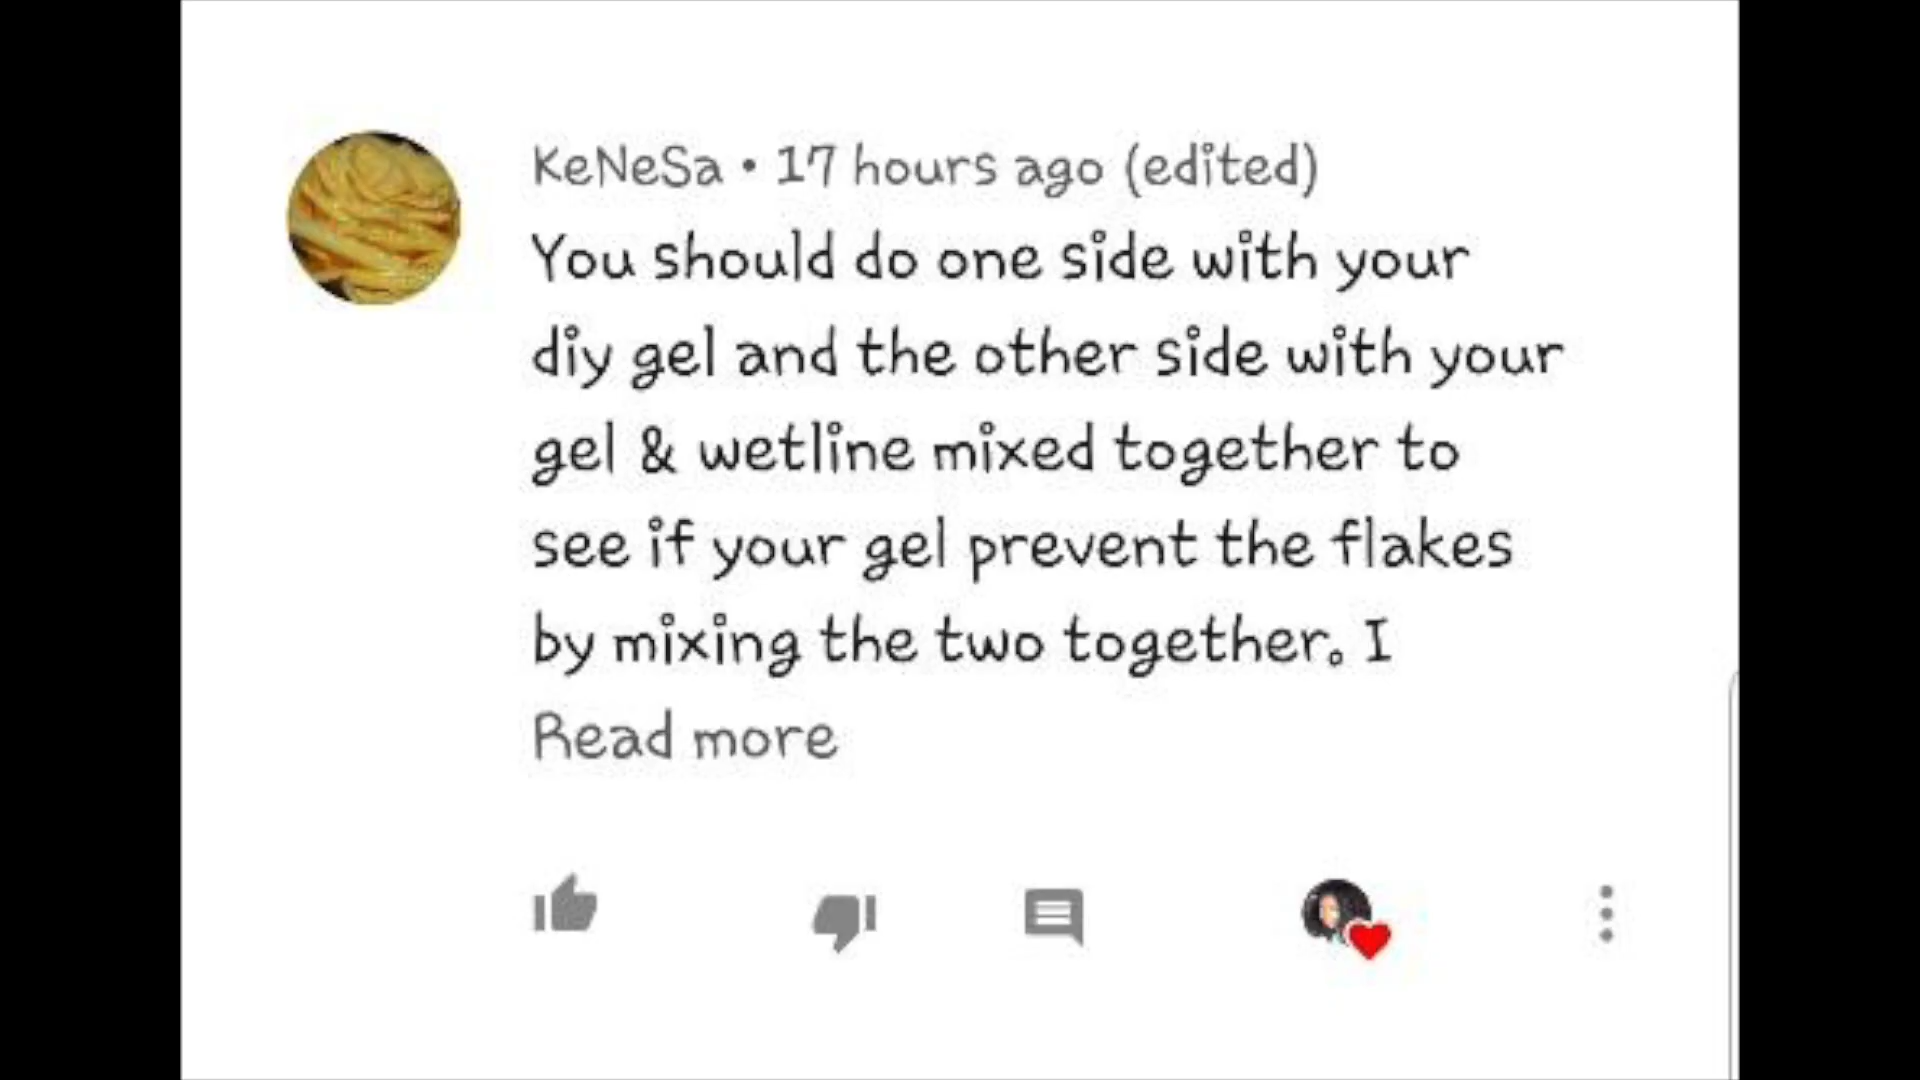 KeNeSa • 17 hours ago (edited)
You should do one side with your
diy gel and the other side with your
gel & wetline mixed together to
see if your gel prevent the flakes
by mixing the two together. I
Read more